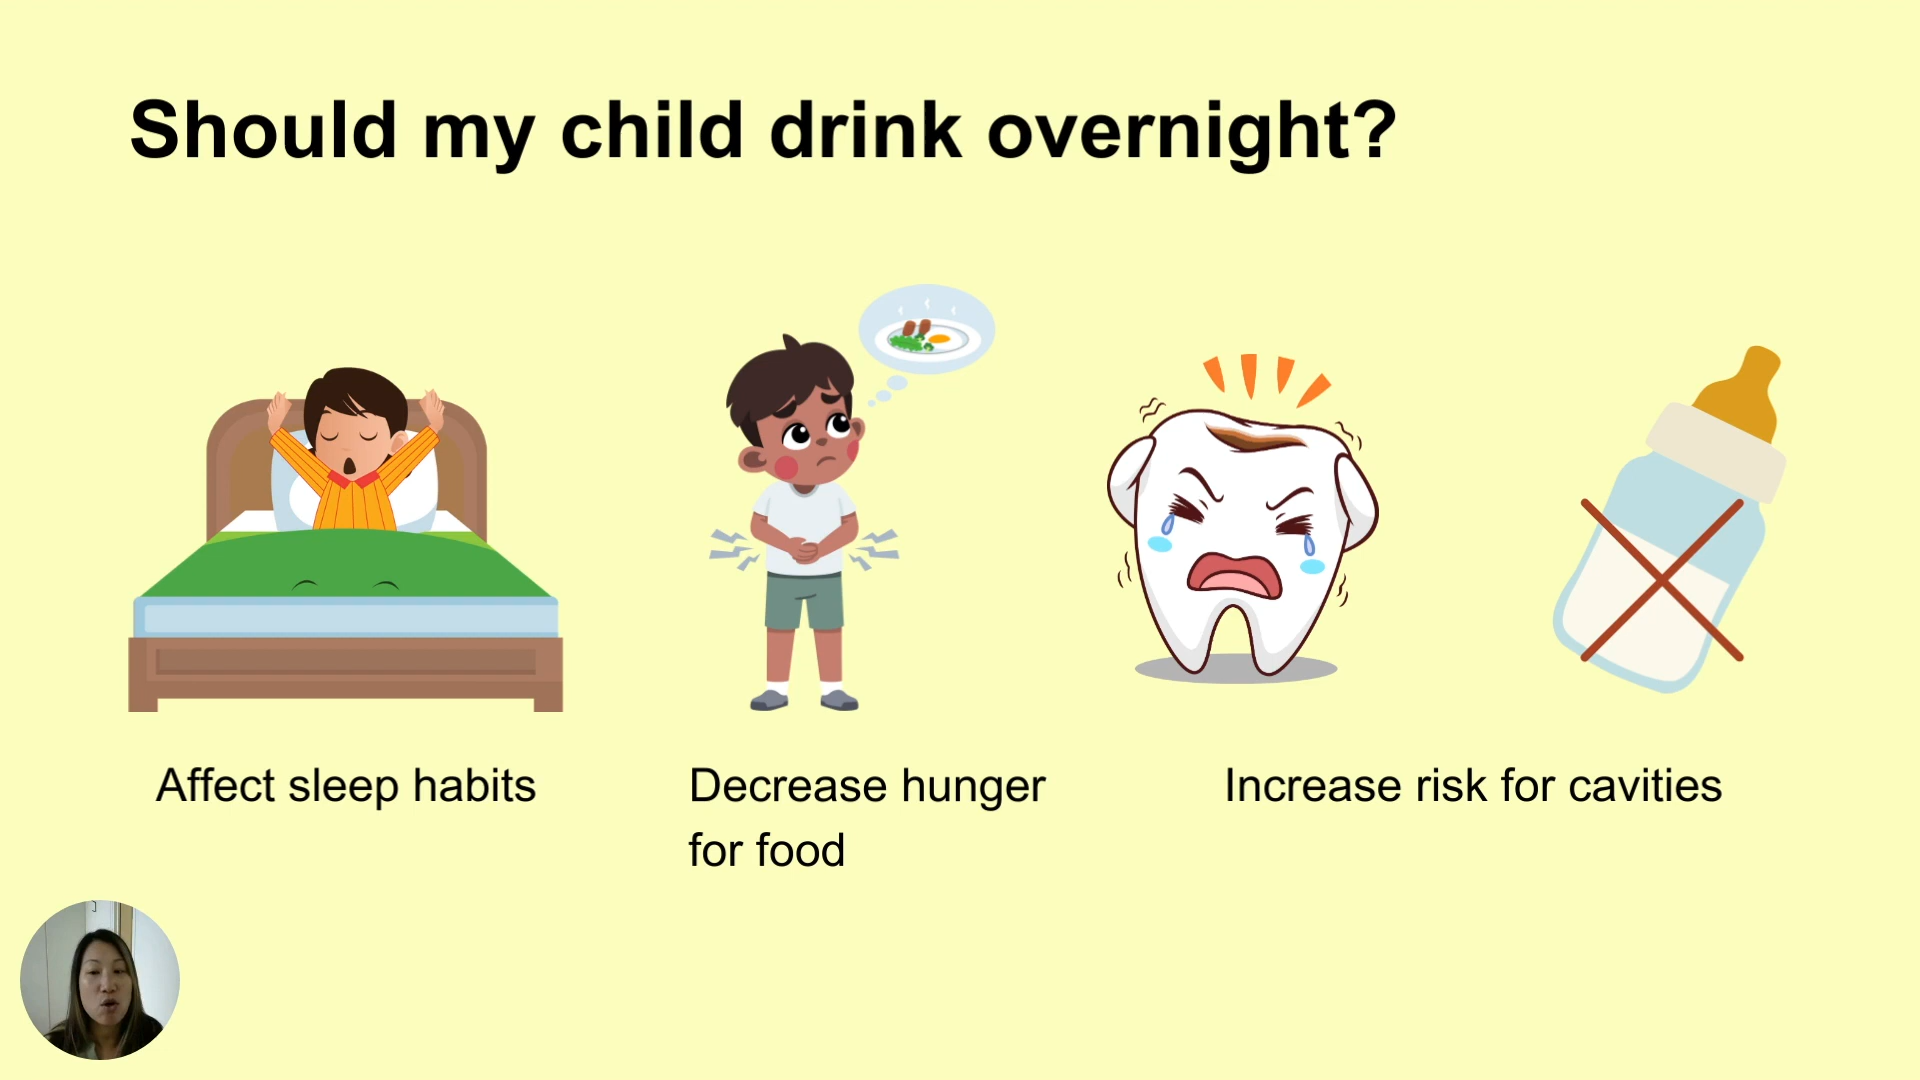 Should my child drink overnight?
Affect sleep habits
Decrease hunger
for food
Increase risk for cavities